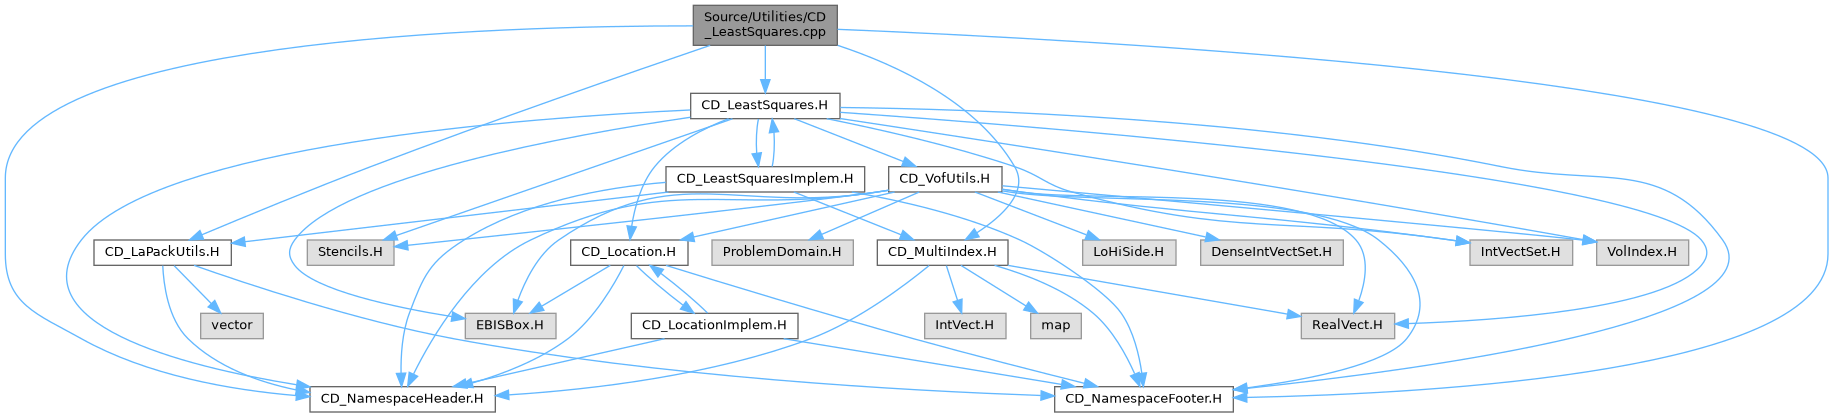 Source/Utilities/CD
_LeastSquares.cpp
CD_LeastSquares.H
CD_LeastSquaresImplem.H
CD_VofUtils.H
CD_LaPackUtils.H
Stencils.H
CD_Location.H
ProblemDomain.H
CD_MultiIndex.H
LoHiSide.H
DenseIntVectSet.H
IntVectSet.H
VolIndex.H
vector
EBISBox.H
CD_LocationImplem.H
IntVect.H
map
RealVect.H
CD_NamespaceHeader.H
CD_NamespaceFooter.H